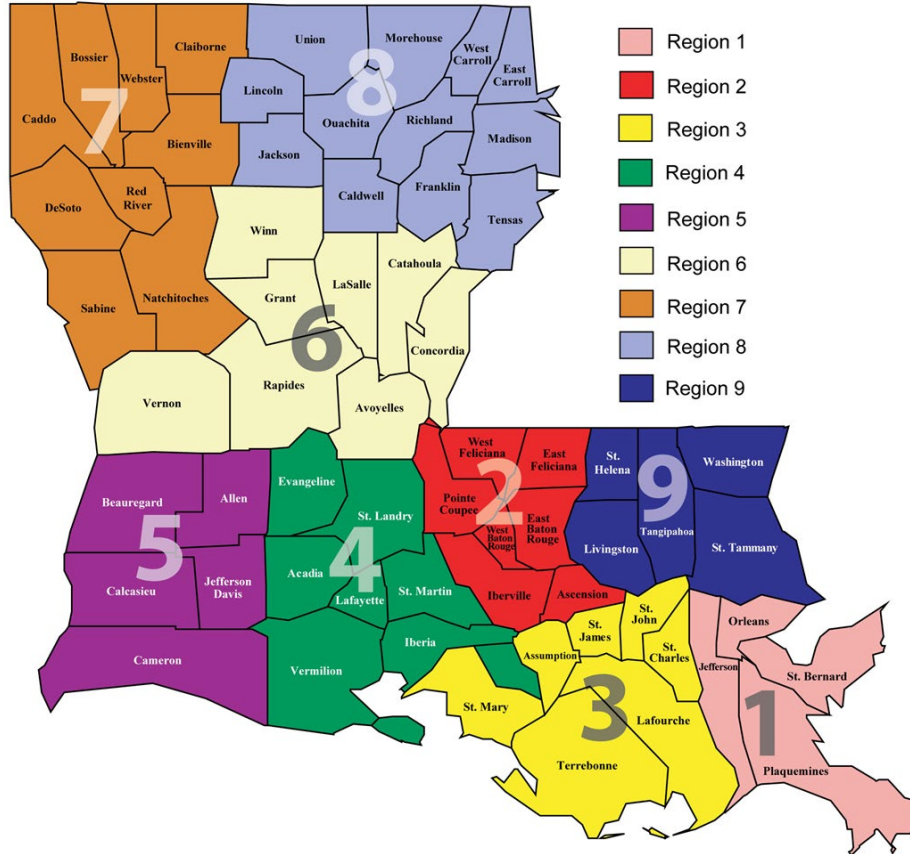 Claiborne
Union
Morehouse
West
Carroll
East
Carroll
Bossier
Webster
Caddo
7
8
Lincoln
Ouachita
Richland
Madison
Bienville
Jackson
Caldwell
Franklin
Tensas
DeSoto
Red
River
Winn
Catahoula
LaSalle
Grant
Sabine
Natchitoches
6
Concordia
Rapides
Vernon
Avoyelles
West
Feliciana
East
Feliciana
St.
Helena
Washington
Beauregard
Allen
Evangeline
St. Landry
Pointe
Coupee
2
West
Baton
Rouge
East
Baton
Rouge
9
Tangipahoa
Livingston
St. Tammany
5
4
Calcasieu
Jefferson
Davis
Acadia
Lafayette
St. Martin
Iberville
Ascension
Cameron
Vermilion
Iberia
Assumption
St.
James
St.
John
St.
Charles
Orleans
Jefferson
St. Bernard
St. Mary
3
Lafourche
1
Terrebonne
Plaquemines
Region 1
Region 2
Region 3
Region 4
Region 5
Region 6
Region 7
Region 8
Region 9